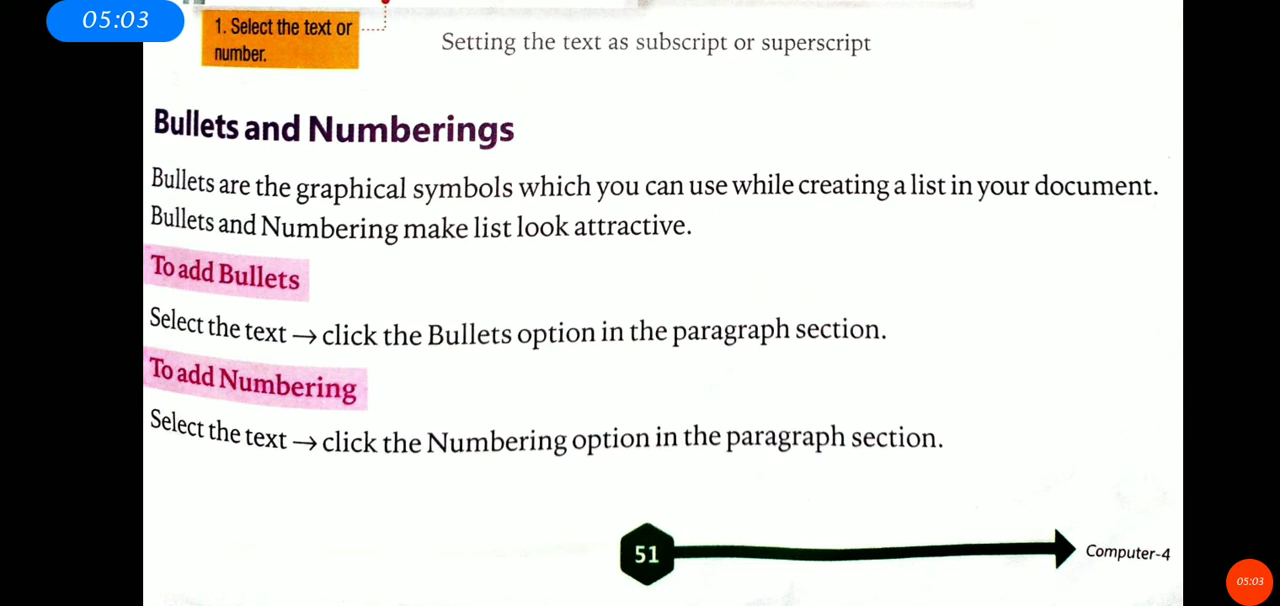 05:03
1. Select the text or
number.
Setting the text as subscript or superscript
Bullets and Numberings
Bullets are the graphical symbols which you can use while creating a list in your document.
Bullets and Numbering make list look attractive.
To add Bullets
Select the text → click the Bullets option in the paragraph section.
To add Numbering
Select the text → click the Numbering option in the paragraph section.
51
Computer-4
05:03